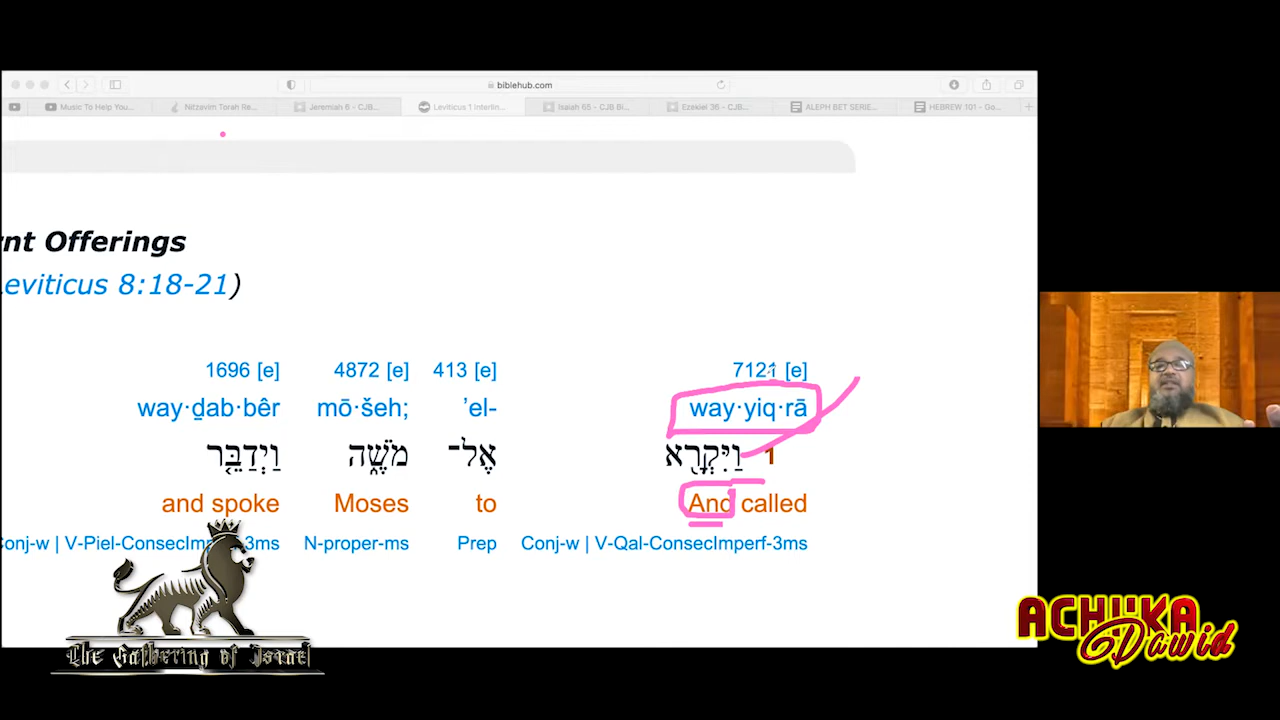 biblehub.com
Music To Help You...
Nitzavim Torah Re...
Jeremiah 6 - CJB...
Leviticus 1 Interlin...
Isaiah 65 - CJB Bi...
Ezekiel 36 - CJB...
ALEPH BET SERIE...
HEBREW 101 - Go...
rnt Offerings
eviticus 8:18-21)
1696 [e] 4872 [e] 413 [e] 7121 [e]
way·ḏab·bêr mō·šeh; ’el- way·yiq·rā
1 וַיִּקְרָ֖א אֶל־ מֹשֶׁ֑ה וַיְדַבֵּ֤ר
and spoke Moses to And called
Conj-w | V-Piel-ConsecImperf-3ms N-proper-ms Prep Conj-w | V-Qal-ConsecImperf-3ms
The Gathering of Israel
ACHUKA
Dawid